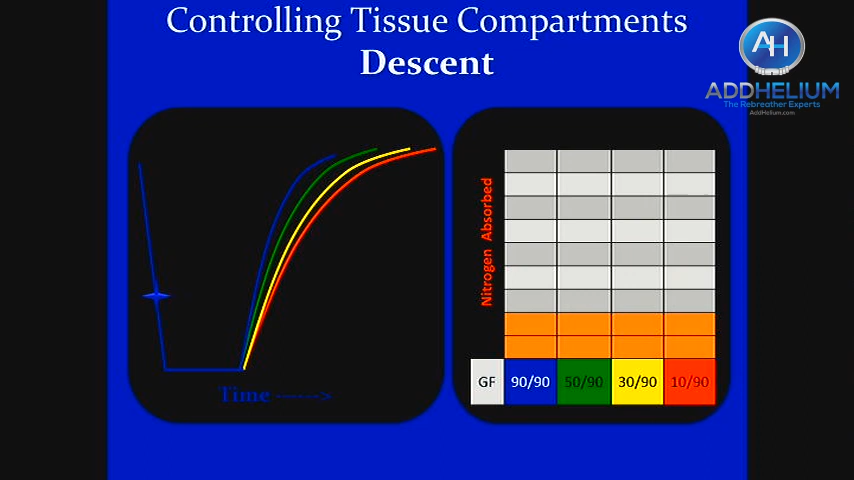 Controlling Tissue Compartments
Descent
AH
ADDHELIUM
The Rebreather Experts
AddHelium.com
Time ------>
Nitrogen Absorbed
GF 90/90 50/90 30/90 10/90